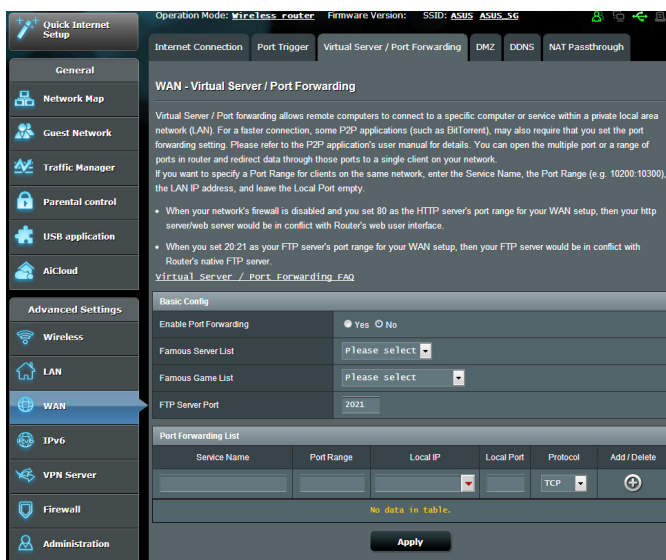 Quick Internet
Setup
Operation Mode: Wireless router Firmware Version: SSID: ASUS ASUS_5G
Internet Connection Port Trigger Virtual Server / Port Forwarding DMZ DDNS NAT Passthrough
General
Network Map
Guest Network
Traffic Manager
Parental control
USB application
AiCloud
Advanced Settings
Wireless
LAN
WAN
IPv6
VPN Server
Firewall
Administration
WAN - Virtual Server / Port Forwarding
Virtual Server / Port forwarding allows remote computers to connect to a specific computer or service within a private local area
network (LAN). For a faster connection, some P2P applications (such as BitTorrent), may also require that you set the port
forwarding setting. Please refer to the P2P application's user manual for details. You can open the multiple port or a range of
ports in router and redirect data through those ports to a single client on your network.
If you want to specify a Port Range for clients on the same network, enter the Service Name, the Port Range (e.g. 10200:10300),
the LAN IP address, and leave the Local Port empty.
• When your network's firewall is disabled and you set 80 as the HTTP server's port range for your WAN setup, then your http
server/web server would be in conflict with Router's web user interface.
• When you set 20:21 as your FTP server's port range for your WAN setup, then your FTP server would be in conflict with
Router's native FTP server.
Virtual Server / Port Forwarding FAQ
Basic Config
Enable Port Forwarding Yes No
Famous Server List Please select
Famous Game List Please select
FTP Server Port 2021
Port Forwarding List
Service Name Port Range Local IP Local Port Protocol Add / Delete
TCP
No data in table.
Apply